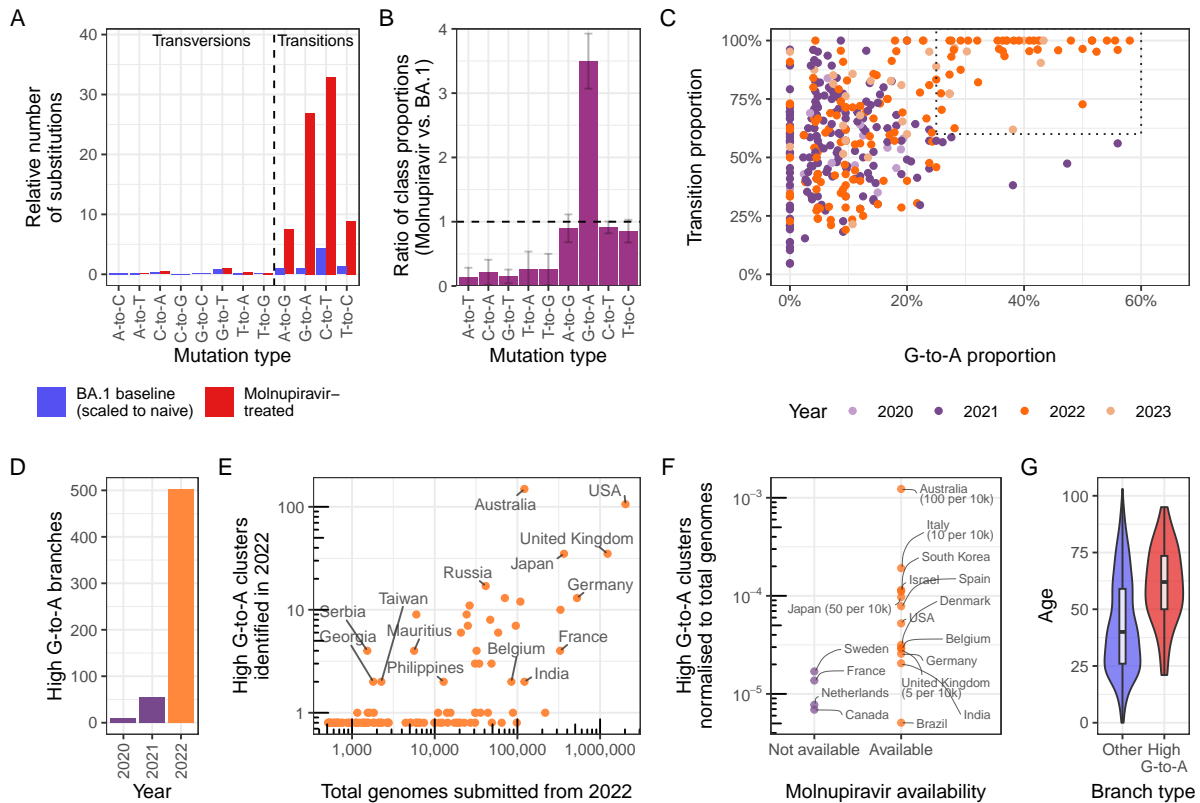 A
Relative number
of substitutions
40
30
20
10
0
Transversions
Transitions
A-to-C
A-to-T
C-to-A
C-to-G
G-to-C
G-to-T
T-to-A
T-to-G
A-to-G
G-to-A
C-to-T
T-to-C
Mutation type
BA.1 baseline
(scaled to naive)
Molnupiravir−
treated
B
Ratio of class proportions
(Molnupiravir vs. BA.1)
4
3
2
1
0
A-to-T
C-to-A
G-to-T
T-to-A
T-to-G
A-to-G
G-to-A
C-to-T
T-to-C
Mutation type
C
Transition proportion
100%
75%
50%
25%
0%
0%
20%
40%
60%
G-to-A proportion
Year
2020
2021
2022
2023
D
High G-to-A branches
500
400
300
200
100
0
2020
2021
2022
Year
E
High G-to-A clusters
identified in 2022
100
10
1
Australia
USA
United Kingdom
Japan
Russia
Germany
Taiwan
Serbia
Georgia
Mauritius
Belgium
France
Philippines
India
1,000
10,000
100,000
1,000,000
Total genomes submitted from 2022
F
High G-to-A clusters
normalised to total genomes
10−3
10−4
10−5
Australia
(100 per 10k)
Italy
(10 per 10k)
South Korea
Israel
Spain
Japan (50 per 10k)
Denmark
USA
Belgium
Germany
United Kingdom
(5 per 10k)
India
Brazil
Sweden
France
Netherlands
Canada
Not available
Available
Molnupiravir availability
G
Age
100
75
50
25
0
Other
High
G-to-A
Branch type